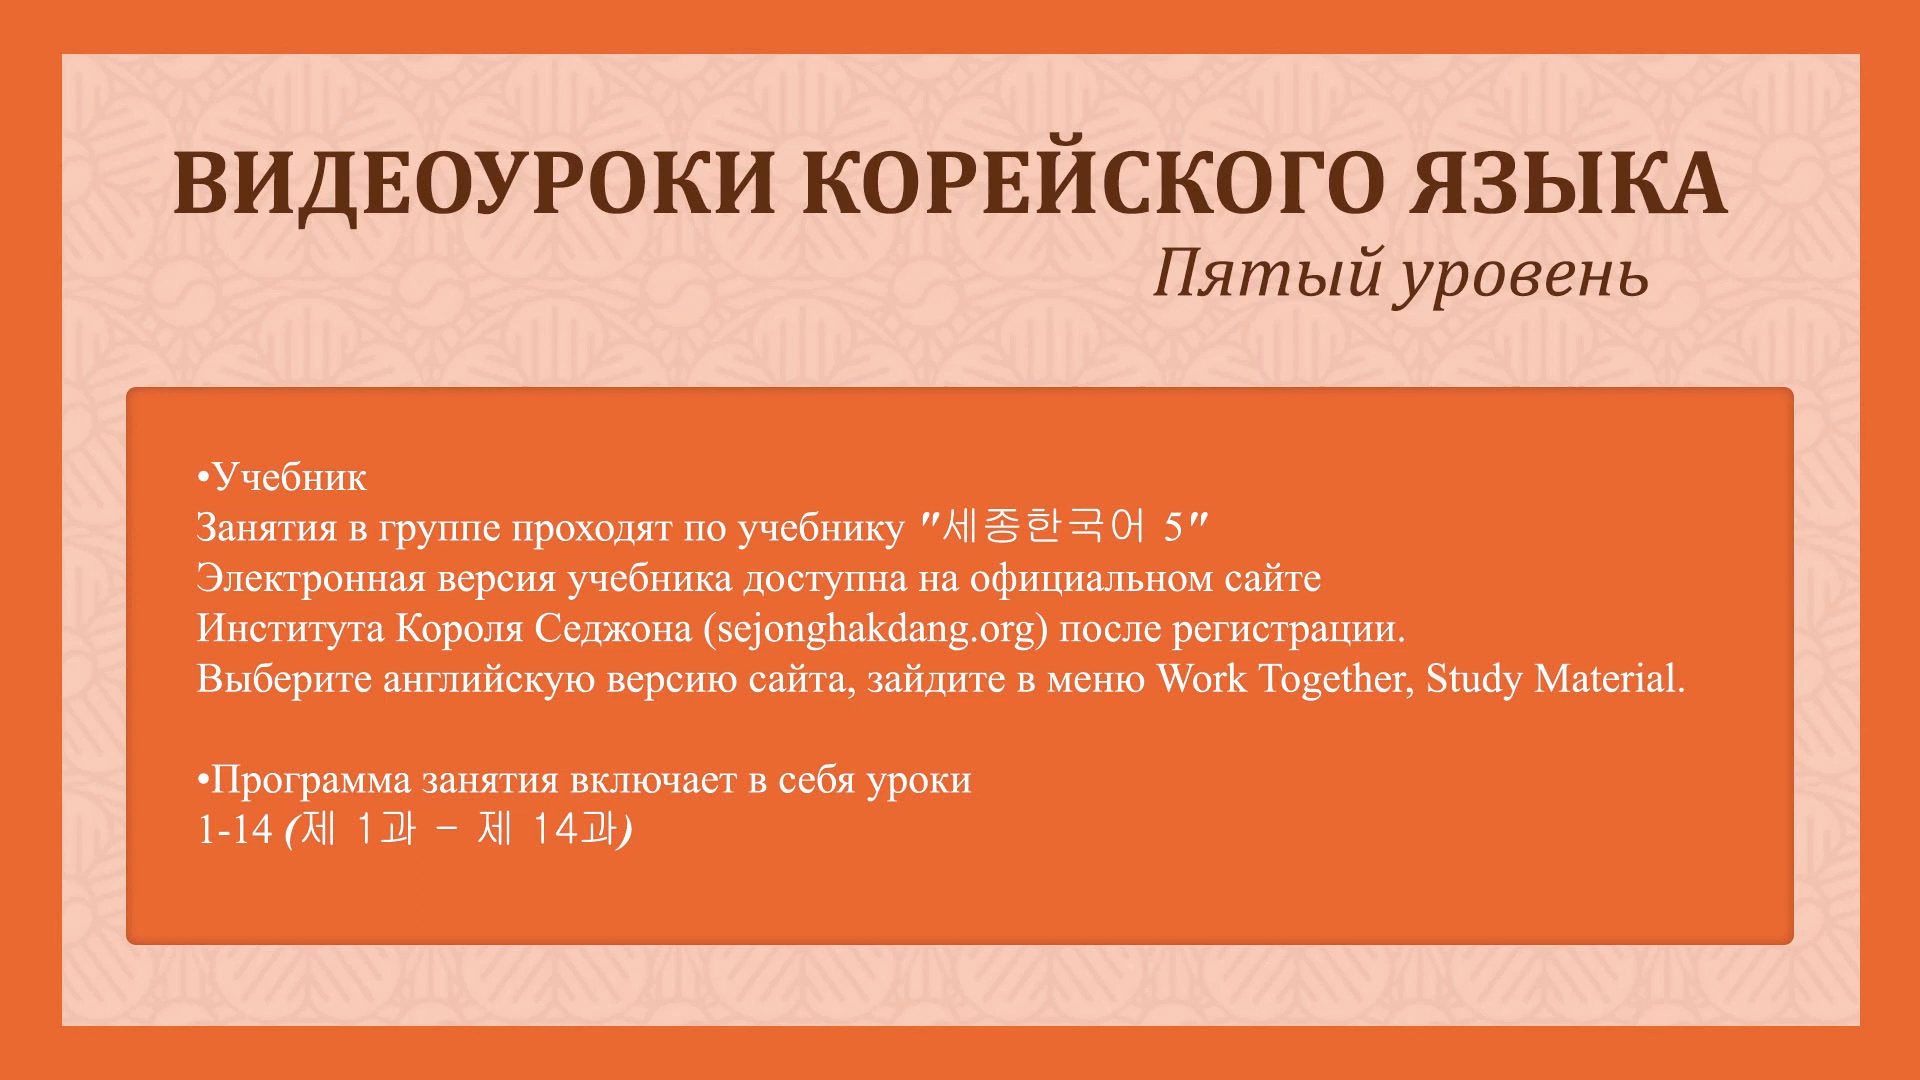 ВИДЕОУРОКИ КОРЕЙСКОГО ЯЗЫКА
Пятый уровень
•Учебник
Занятия в группе проходят по учебнику "세종한국어 5"
Электронная версия учебника доступна на официальном сайте
Института Короля Седжона (sejonghakdang.org) после регистрации.
Выберите английскую версию сайта, зайдите в меню Work Together, Study Material.
•Программа занятия включает в себя уроки
1-14 (제 1과 - 제 14과)